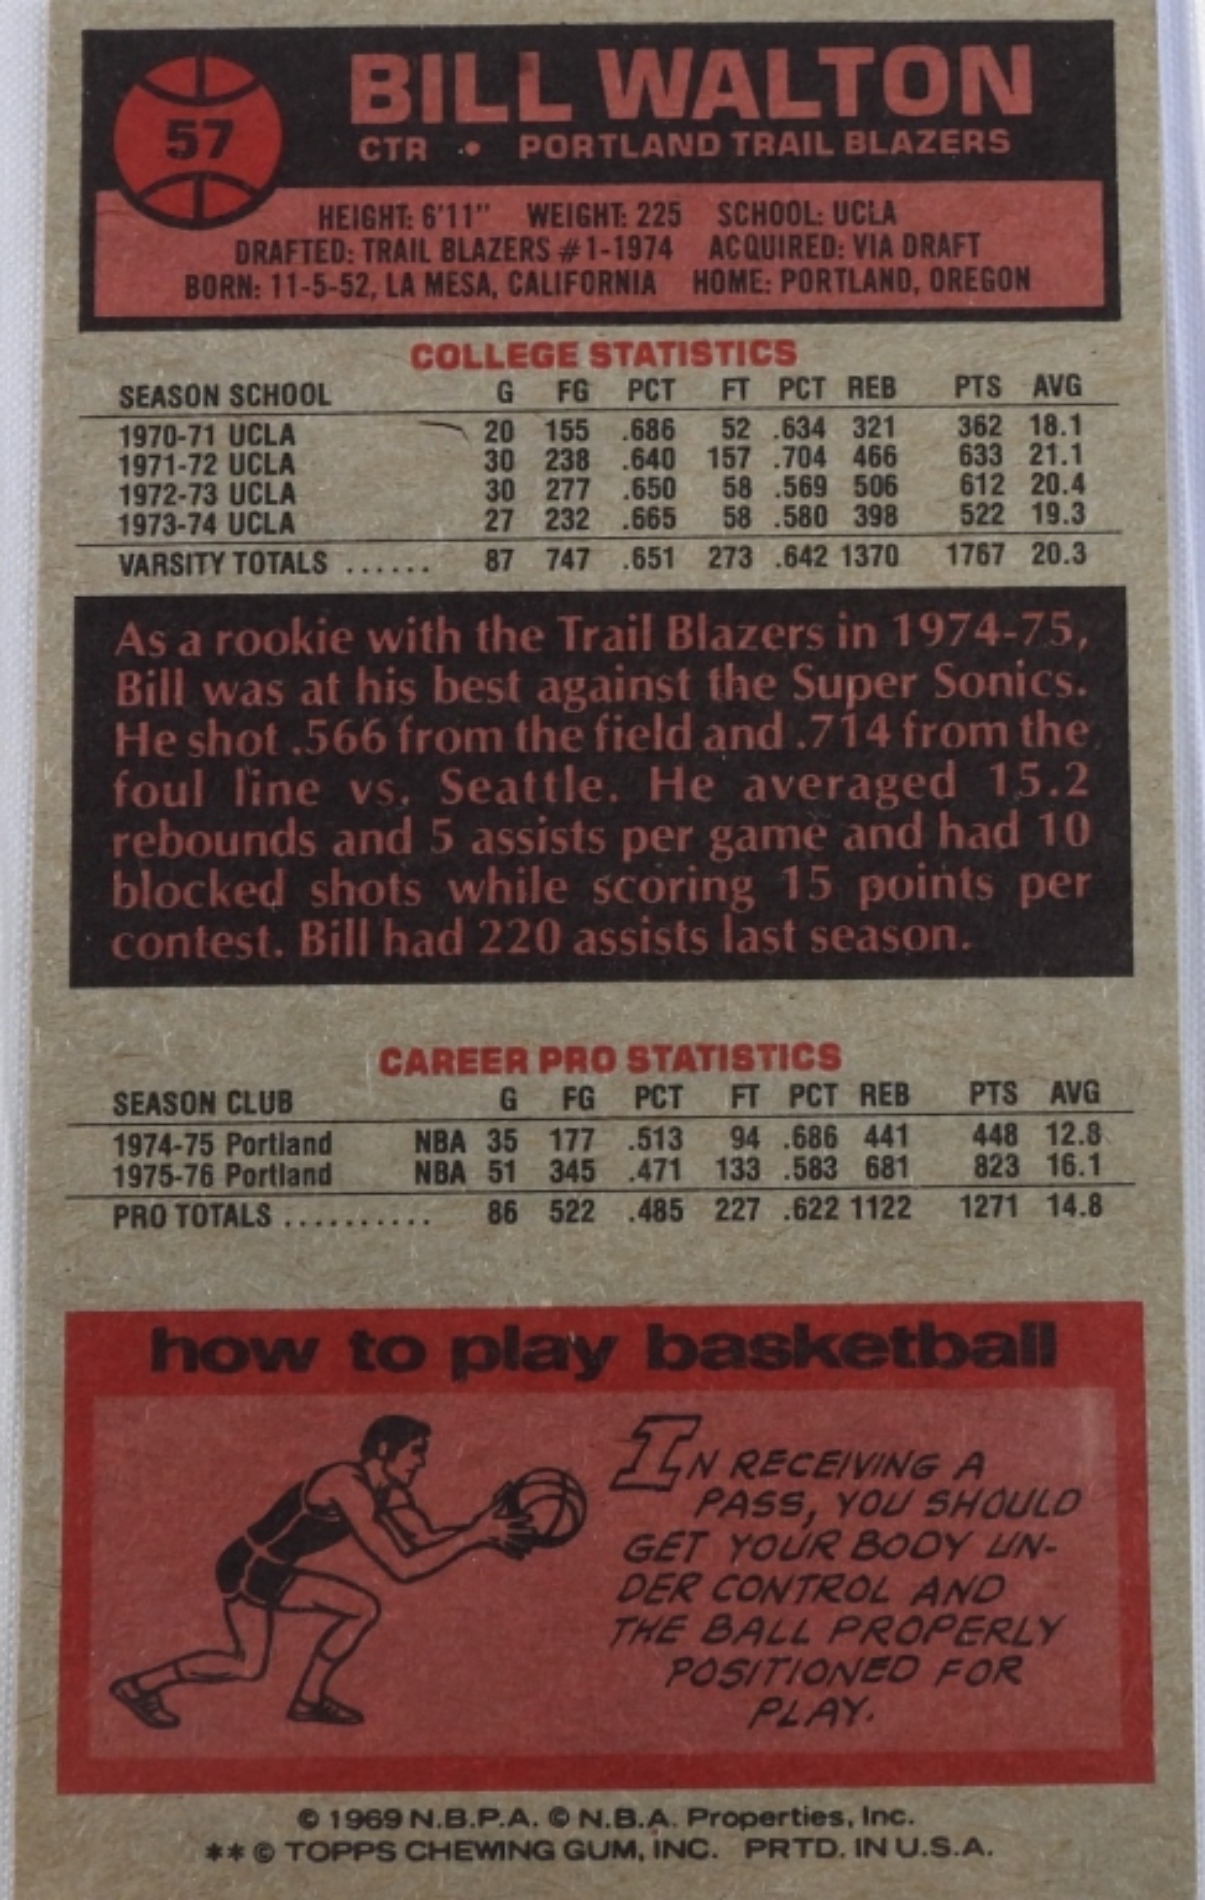 57
BILL WALTON
CTR • PORTLAND TRAIL BLAZERS
HEIGHT: 6'11" WEIGHT: 225 SCHOOL: UCLA
DRAFTED: TRAIL BLAZERS #1-1974 ACQUIRED: VIA DRAFT
BORN: 11-5-52, LA MESA, CALIFORNIA HOME: PORTLAND, OREGON
COLLEGE STATISTICS
SEASON SCHOOL G FG PCT FT PCT REB PTS AVG
1970-71 UCLA 20 155 .686 52 .634 321 362 18.1
1971-72 UCLA 30 238 .640 157 .704 466 633 21.1
1972-73 UCLA 30 277 .650 58 .569 506 612 20.4
1973-74 UCLA 27 232 .665 58 .580 398 522 19.3
VARSITY TOTALS ...... 87 747 .651 273 .642 1370 1767 20.3
As a rookie with the Trail Blazers in 1974-75,
Bill was at his best against the Super Sonics.
He shot .566 from the field and .714 from the
foul line vs. Seattle. He averaged 15.2
rebounds and 5 assists per game and had 10
blocked shots while scoring 15 points per
contest. Bill had 220 assists last season.
CAREER PRO STATISTICS
SEASON CLUB G FG PCT FT PCT REB PTS AVG
1974-75 Portland NBA 35 177 .513 94 .686 441 448 12.8
1975-76 Portland NBA 51 345 .471 133 .583 681 823 16.1
PRO TOTALS .......... 86 522 .485 227 .622 1122 1271 14.8
how to play basketball
IN RECEIVING A
PASS, YOU SHOULD
GET YOUR BODY UN-
DER CONTROL AND
THE BALL PROPERLY
POSITIONED FOR
PLAY.
© 1969 N.B.P.A. © N.B.A. Properties, Inc.
** © TOPPS CHEWING GUM, INC. PRTD. IN U.S.A.